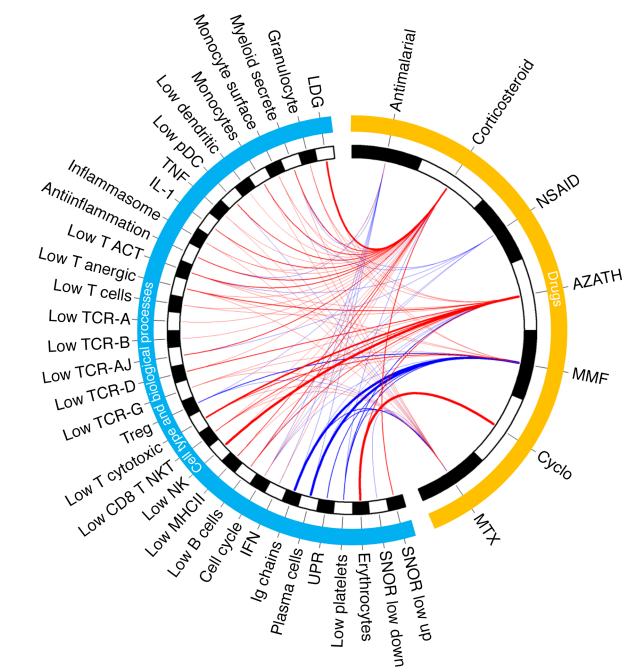 Antimalarial
Corticosteroid
NSAID
AZATH
MMF
Cyclo
MTX
Drugs
LDG
Granulocyte
Myeloid secrete
Monocyte surface
Monocytes
Low dendritic
Low pDC
TNF
IL-1
Inflammasome
Antiinflammation
Low T ACT
Low T anergic
Low T cells
Low TCR-A
Low TCR-B
Low TCR-AJ
Low TCR-D
Low TCR-G
Treg
Low T cytotoxic
Low CD8 T NKT
Low NK
Low MHCII
Low B cells
Cell cycle
IFN
Ig chains
Plasma cells
UPR
Low platelets
Erythrocytes
SNOR low down
SNOR low up
Cell type and biological processes